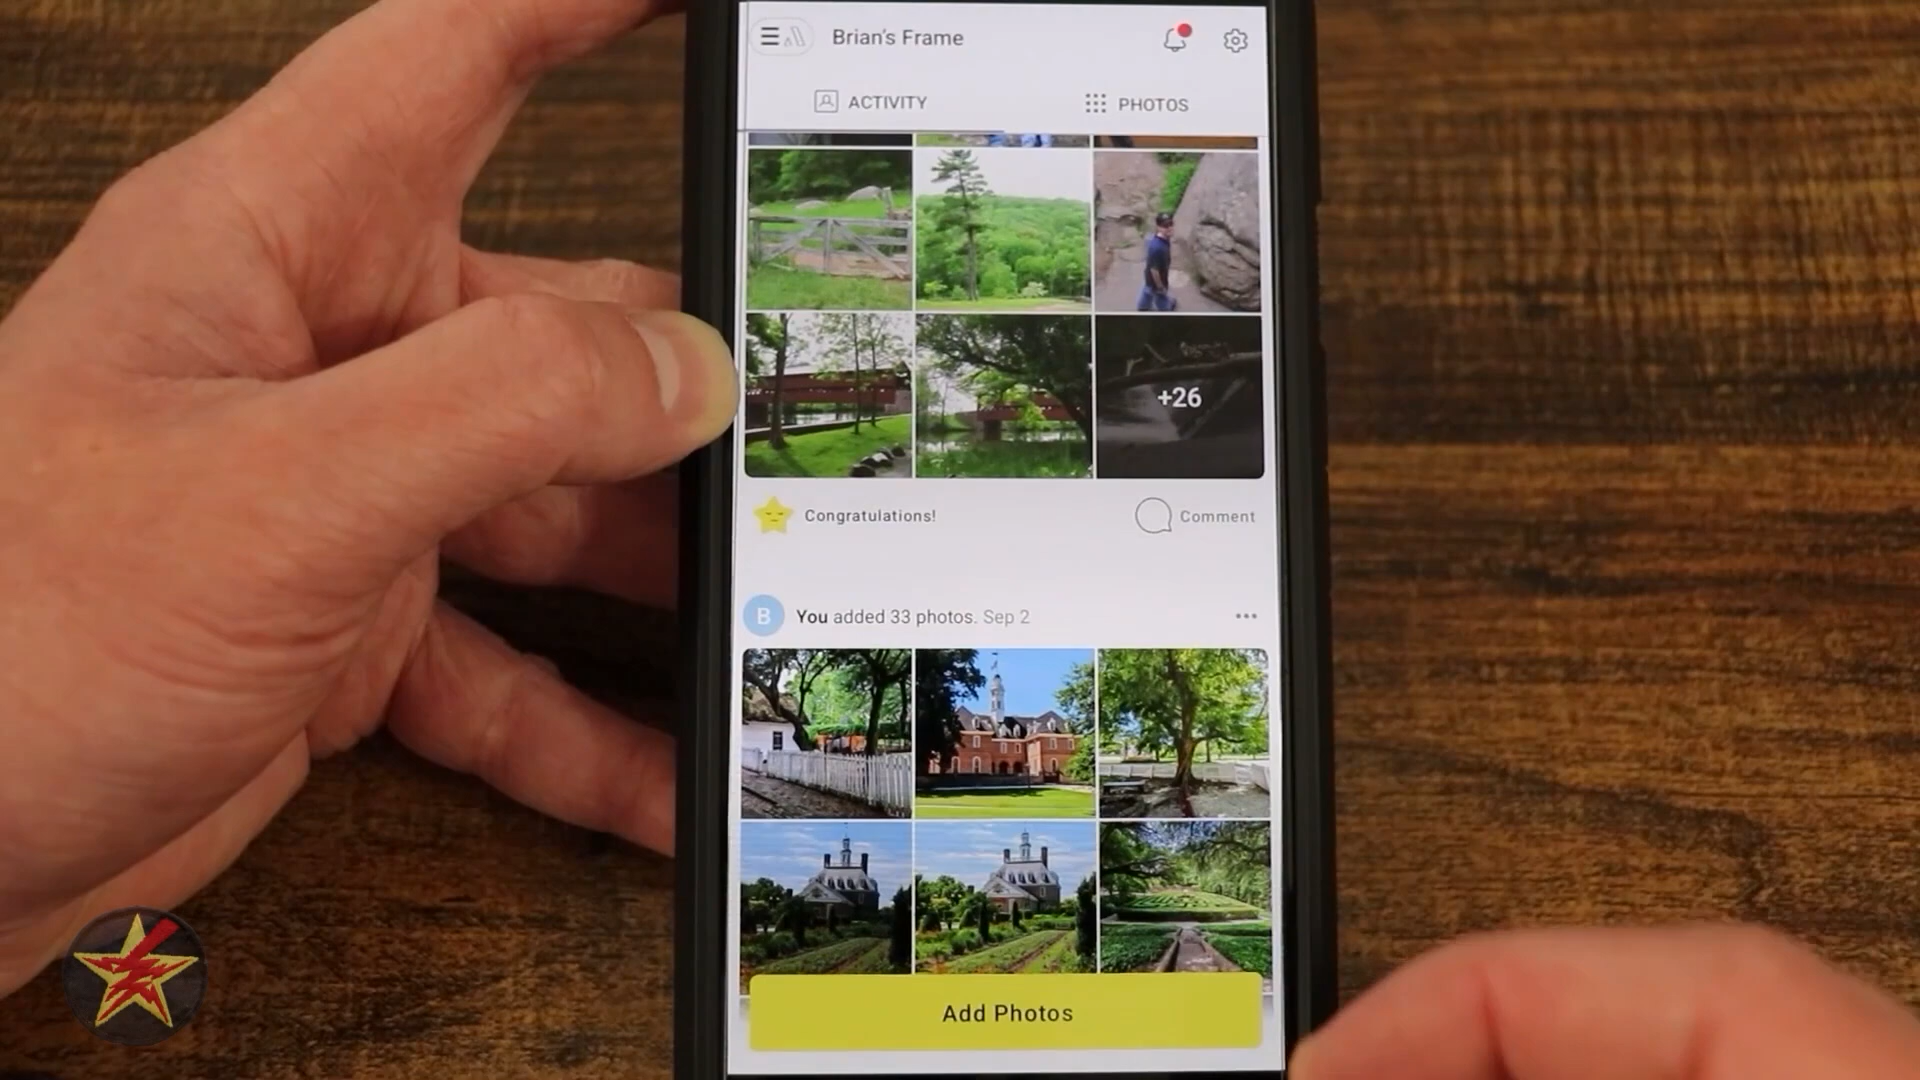 Brian's Frame
ACTIVITY
PHOTOS
+26
Congratulations!
Comment
B
You added 33 photos. Sep 2
Add Photos